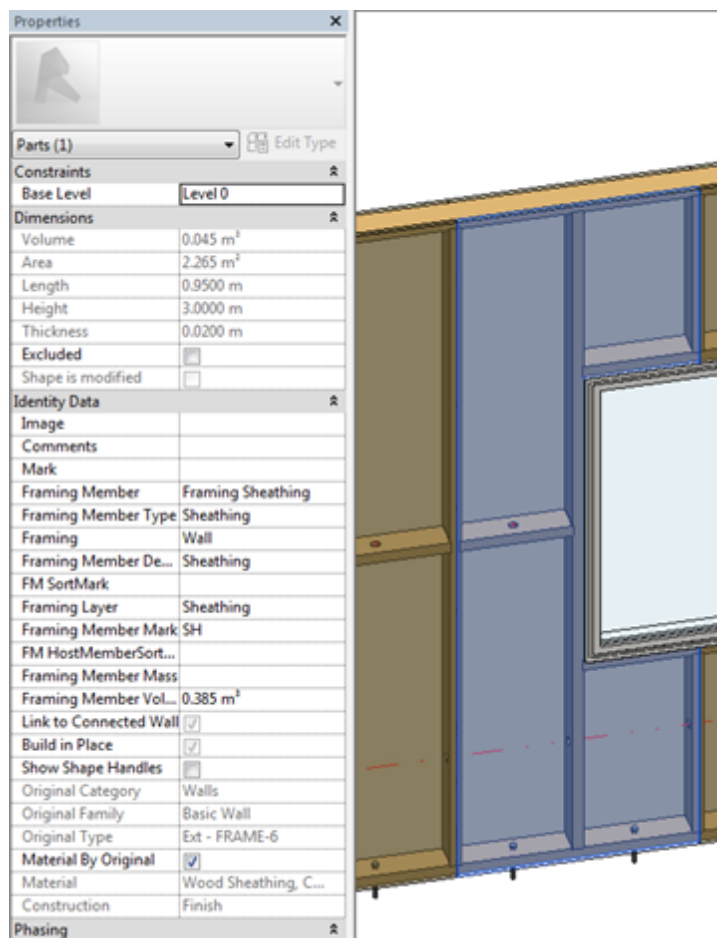 Properties
Parts (1)
Edit Type
Constraints
Base Level Level 0
Dimensions
Volume 0.045 m³
Area 2.265 m²
Length 0.9500 m
Height 3.0000 m
Thickness 0.0200 m
Excluded
Shape is modified
Identity Data
Image
Comments
Mark
Framing Member Framing Sheathing
Framing Member Type Sheathing
Framing Wall
Framing Member De... Sheathing
FM SortMark
Framing Layer Sheathing
Framing Member Mark SH
FM HostMemberSort...
Framing Member Mass
Framing Member Vol... 0.385 m³
Link to Connected Wall
Build in Place
Show Shape Handles
Original Category Walls
Original Family Basic Wall
Original Type Ext - FRAME-6
Material By Original
Material Wood Sheathing, C...
Construction Finish
Phasing